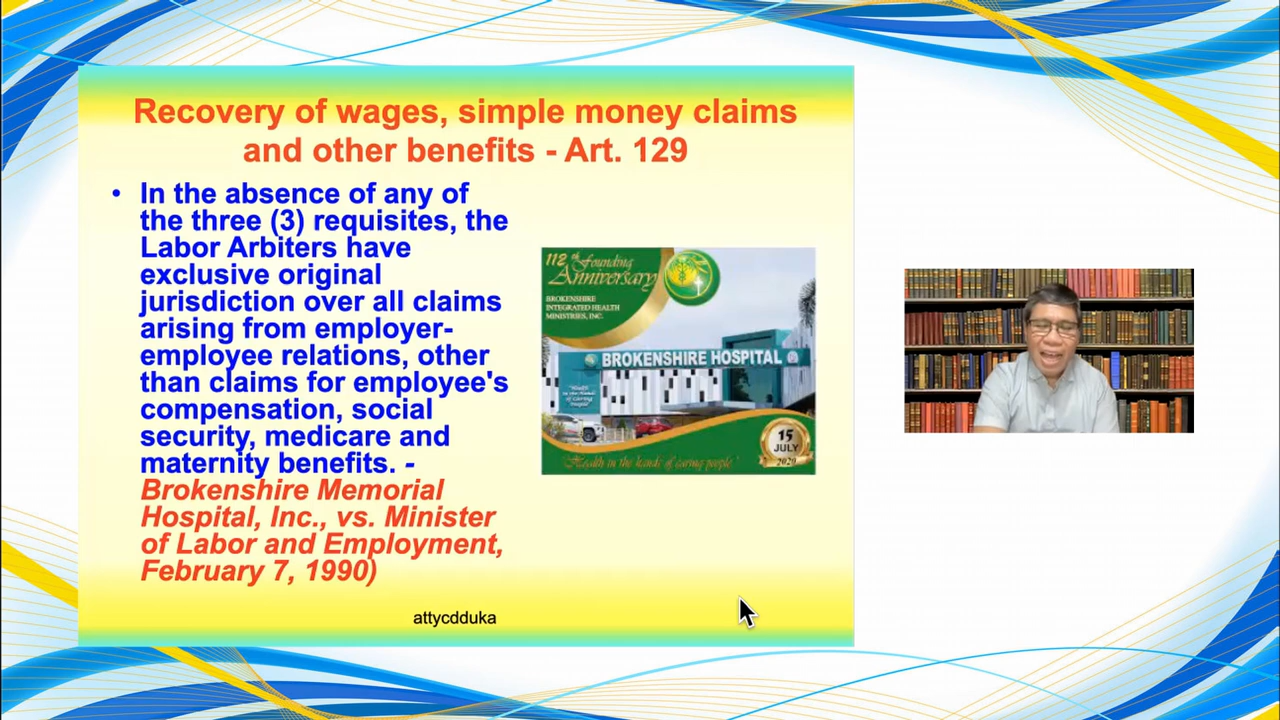 Recovery of wages, simple money claims
and other benefits - Art. 129
• In the absence of any of
the three (3) requisites, the
Labor Arbiters have
exclusive original
jurisdiction over all claims
arising from employer-
employee relations, other
than claims for employee's
compensation, social
security, medicare and
maternity benefits. -
Brokenshire Memorial
Hospital, Inc., vs. Minister
of Labor and Employment,
February 7, 1990)
112th Founding
Anniversary
BROKENSHIRE
INTEGRATED HEALTH
MINISTRIES, INC.
BROKENSHIRE HOSPITAL
"Health in the hands of caring people"
15
JULY
2020
attycdduka